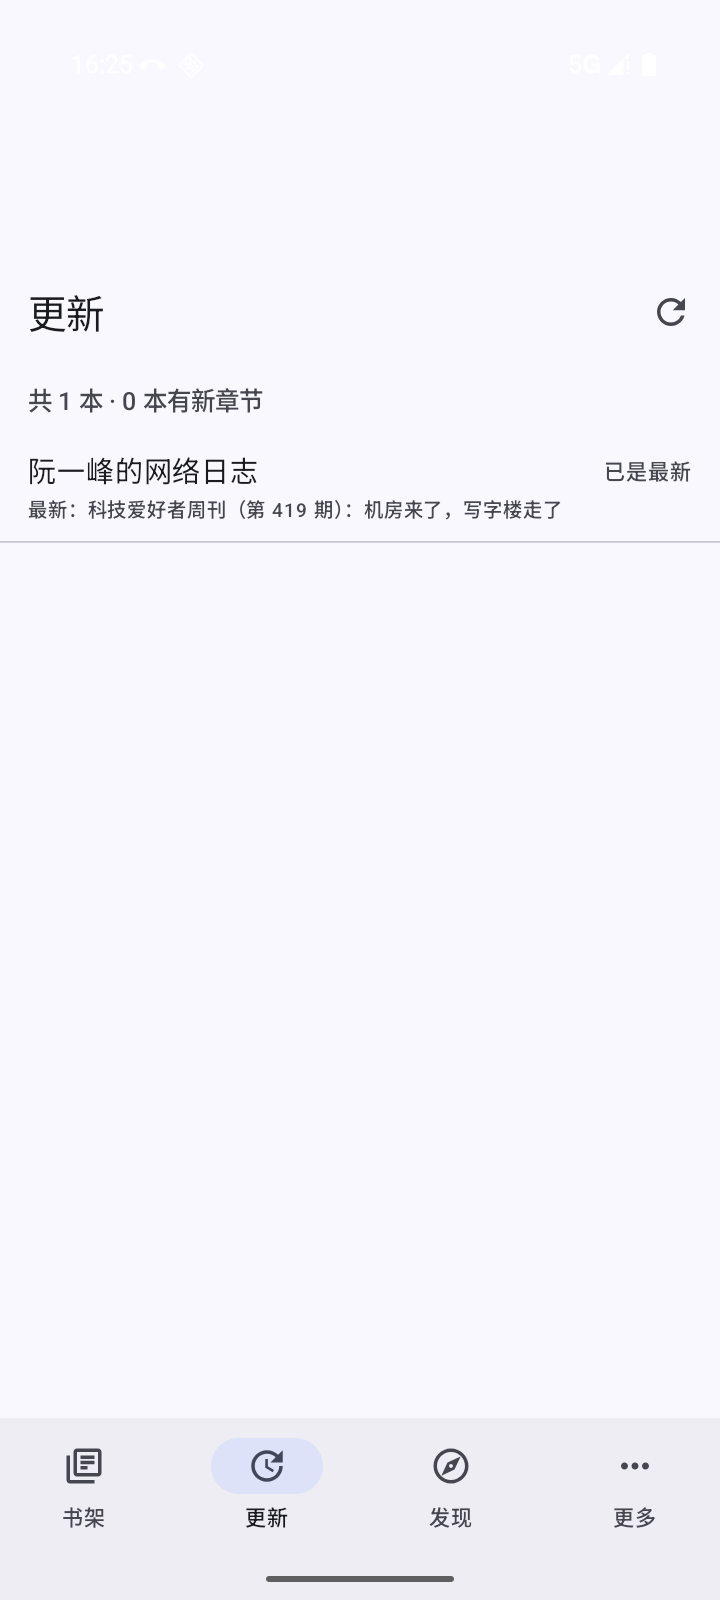 16:25
5G
更新
共 1 本 · 0 本有新章节
阮一峰的网络日志
已是最新
最新：科技爱好者周刊（第 419 期）：机房来了，写字楼走了
书架
更新
发现
更多